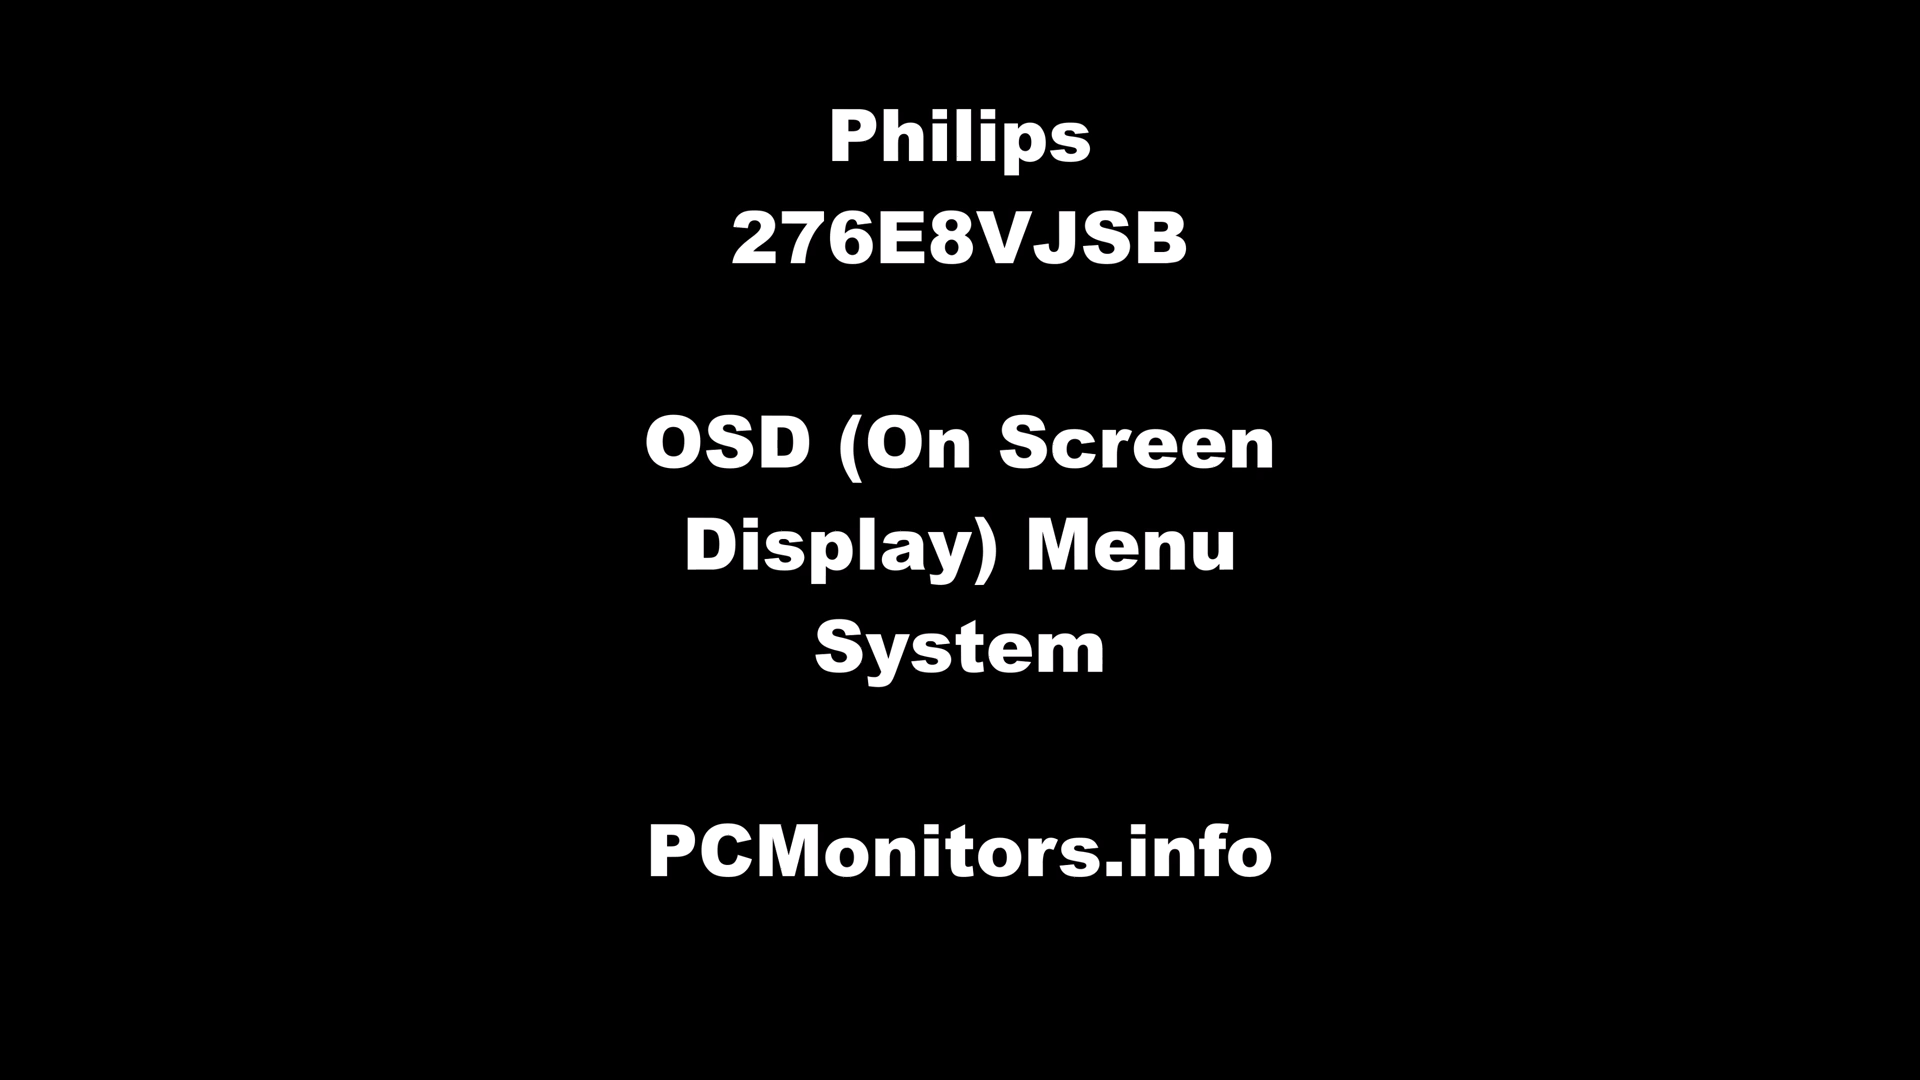 Philips
276E8VJSB
OSD (On Screen
Display) Menu
System
PCMonitors.info